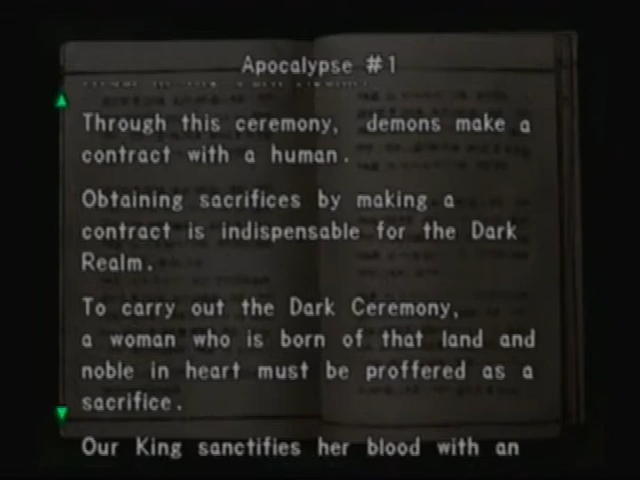 Apocalypse #1
Through this ceremony, demons make a
contract with a human.
Obtaining sacrifices by making a
contract is indispensable for the Dark
Realm.
To carry out the Dark Ceremony,
a woman who is born of that land and
noble in heart must be proffered as a
sacrifice.
Our King sanctifies her blood with an